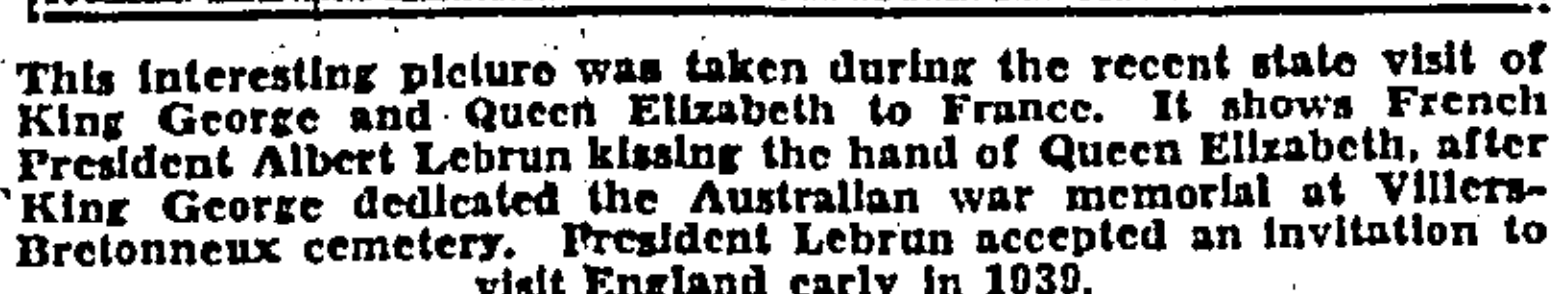 This interesting picture was taken during the recent state visit of
King George and Queen Elizabeth to France. It shows French
President Albert Lebrun kissing the hand of Queen Elizabeth, after
King George dedicated the Australian war memorial at Villers-
Bretonneux cemetery. President Lebrun accepted an invitation to
visit England early in 1939.